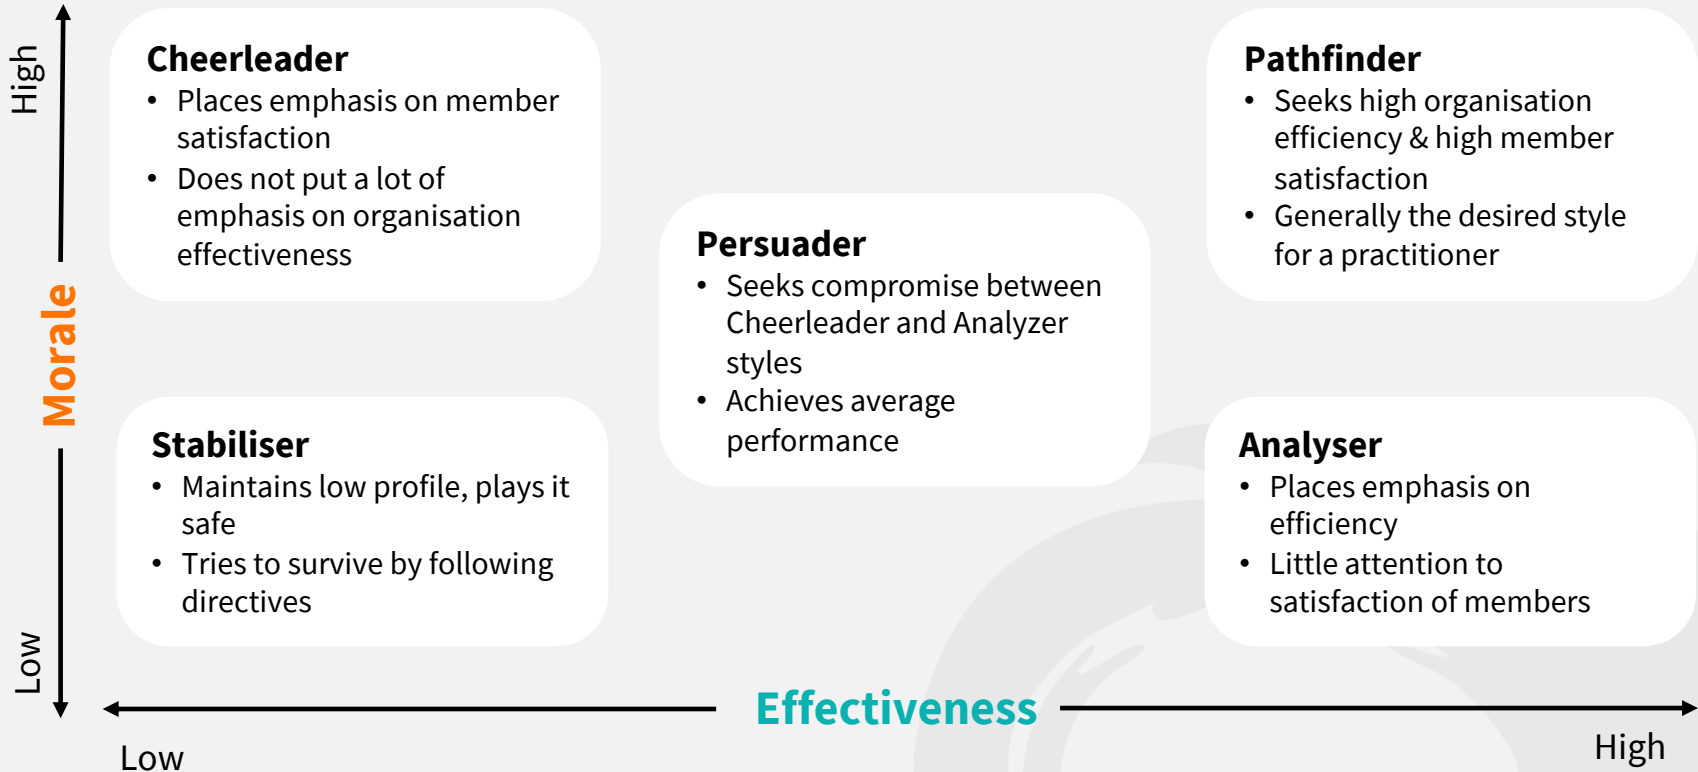 High
Morale
Low
Cheerleader
• Places emphasis on member
satisfaction
• Does not put a lot of
emphasis on organisation
effectiveness
Pathfinder
• Seeks high organisation
efficiency & high member
satisfaction
• Generally the desired style
for a practitioner
Persuader
• Seeks compromise between
Cheerleader and Analyzer
styles
• Achieves average
performance
Stabiliser
• Maintains low profile, plays it
safe
• Tries to survive by following
directives
Analyser
• Places emphasis on
efficiency
• Little attention to
satisfaction of members
Low
Effectiveness
High